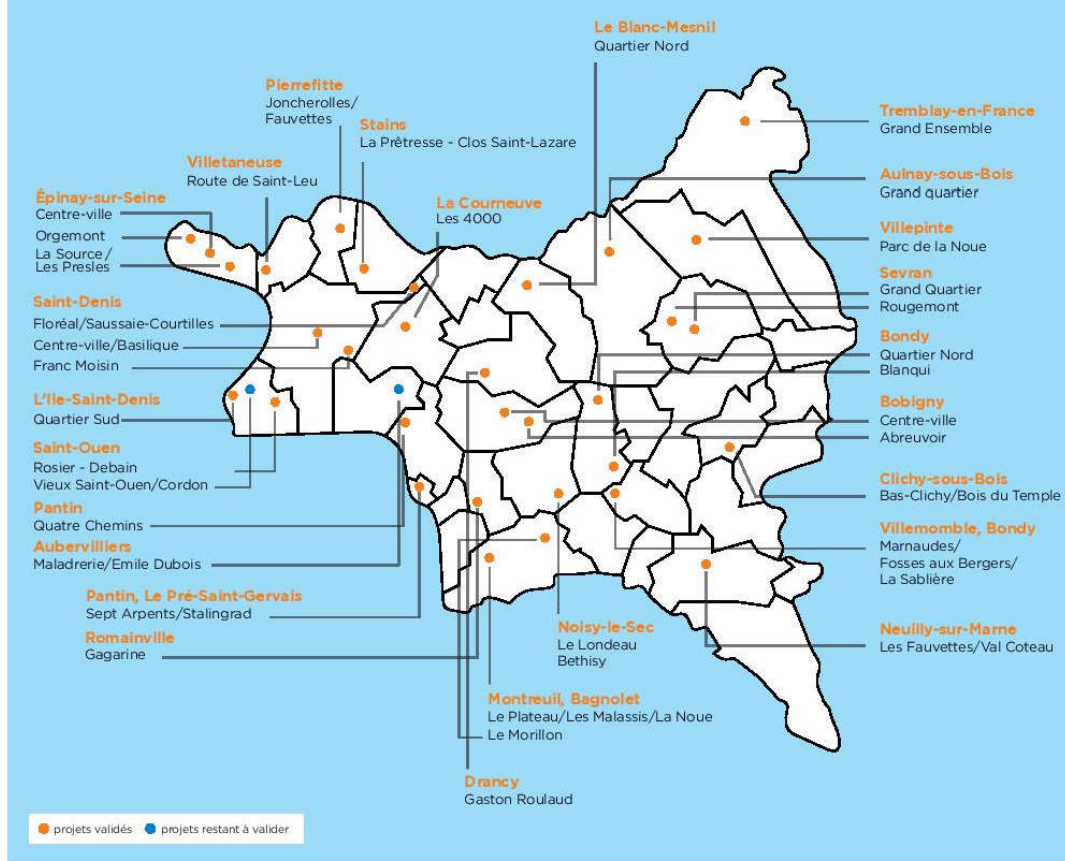 Le Blanc-Mesnil
Quartier Nord
Pierrefitte
Joncherolles/
Fauvettes
Stains
La Prêtresse - Clos Saint-Lazare
Villetaneuse
Route de Saint-Leu
La Courneuve
Les 4000
Épinay-sur-Seine
Centre-ville
Orgemont
La Source /
Les Presles
Saint-Denis
Floréal/Saussaie-Courtilles
Centre-ville/Basilique
Franc Moisin
L'Ile-Saint-Denis
Quartier Sud
Saint-Ouen
Rosier - Debain
Vieux Saint-Ouen/Cordon
Pantin
Quatre Chemins
Aubervilliers
Maladrerie/Emile Dubois
Pantin, Le Pré-Saint-Gervais
Sept Arpents/Stalingrad
Romainville
Gagarine
Tremblay-en-France
Grand Ensemble
Aulnay-sous-Bois
Grand quartier
Villepinte
Parc de la Noue
Sevran
Grand Quartier
Rougemont
Bondy
Quartier Nord
Blanqui
Bobigny
Centre-ville
Abreuvoir
Clichy-sous-Bois
Bas-Clichy/Bois du Temple
Villemomble, Bondy
Marnaudes/
Fosses aux Bergers/
La Sablière
Neuilly-sur-Marne
Les Fauvettes/Val Coteau
Noisy-le-Sec
Le Londeau
Bethisy
Montreuil, Bagnolet
Le Plateau/Les Malassis/La Noue
Le Morillon
Drancy
Gaston Roulaud
projets validés
projets restant à valider